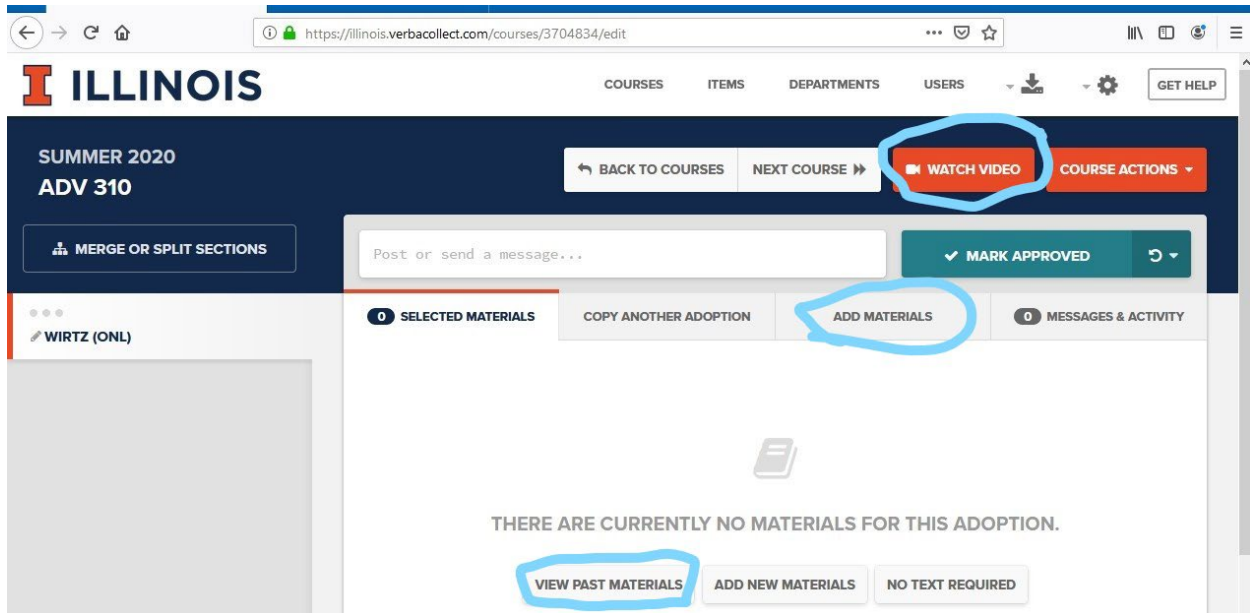 https://illinois.verbacollect.com/courses/3704834/edit
I ILLINOIS
COURSES ITEMS DEPARTMENTS USERS GET HELP
SUMMER 2020
ADV 310
BACK TO COURSES NEXT COURSE WATCH VIDEO COURSE ACTIONS
MERGE OR SPLIT SECTIONS
Post or send a message...
MARK APPROVED
0 SELECTED MATERIALS COPY ANOTHER ADOPTION ADD MATERIALS 0 MESSAGES & ACTIVITY
WIRTZ (ONL)
THERE ARE CURRENTLY NO MATERIALS FOR THIS ADOPTION.
VIEW PAST MATERIALS ADD NEW MATERIALS NO TEXT REQUIRED